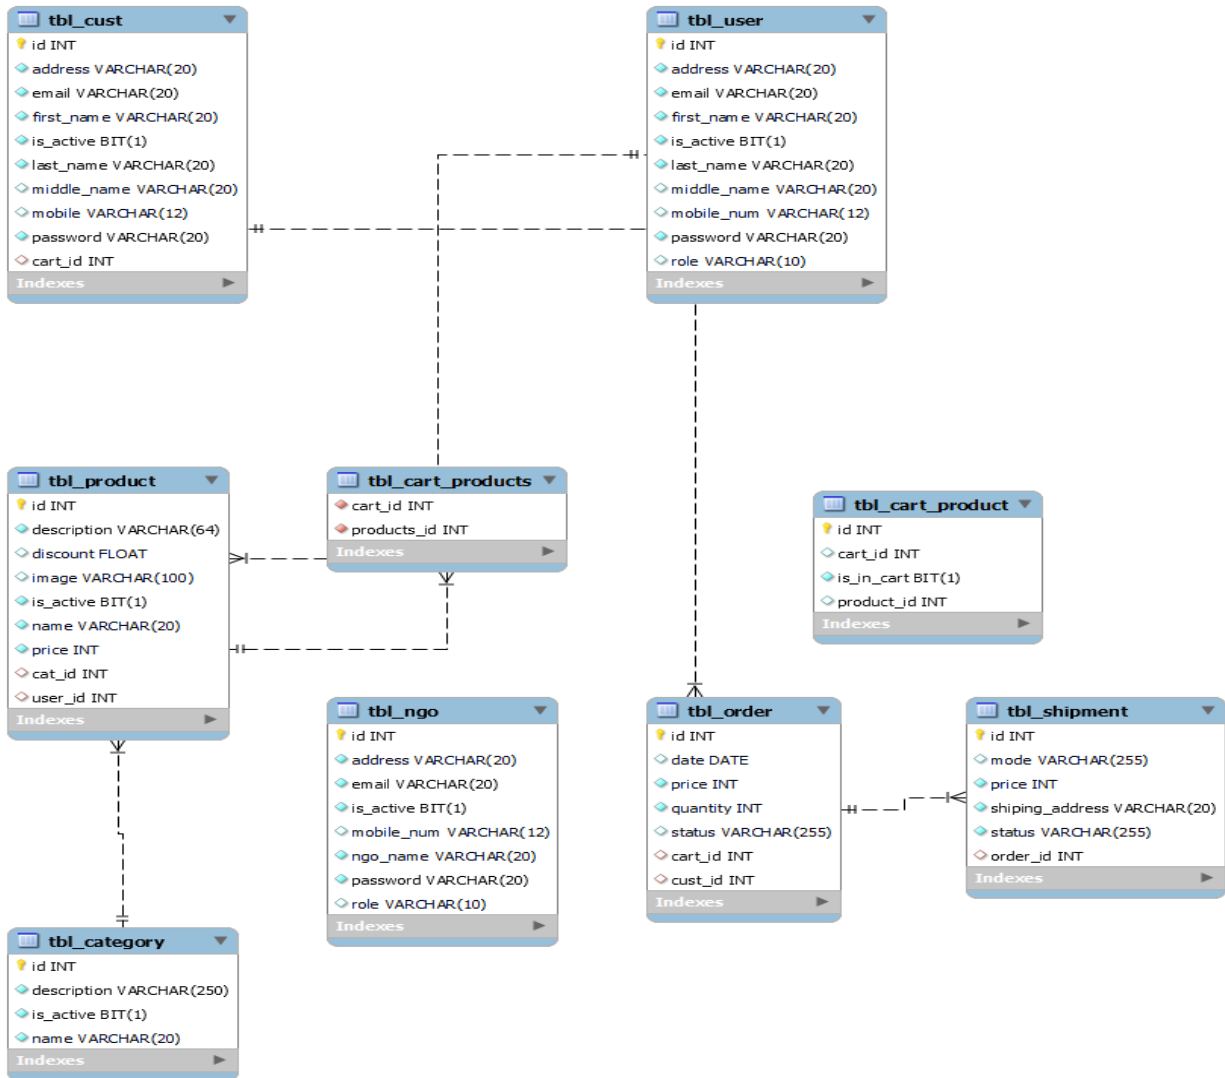 tbl_cust
id INT
address VARCHAR(20)
email VARCHAR(20)
first_name VARCHAR(20)
is_active BIT(1)
last_name VARCHAR(20)
middle_name VARCHAR(20)
mobile VARCHAR(12)
password VARCHAR(20)
cart_id INT
Indexes
tbl_user
id INT
address VARCHAR(20)
email VARCHAR(20)
first_name VARCHAR(20)
is_active BIT(1)
last_name VARCHAR(20)
middle_name VARCHAR(20)
mobile_num VARCHAR(12)
password VARCHAR(20)
role VARCHAR(10)
Indexes
tbl_product
id INT
description VARCHAR(64)
discount FLOAT
image VARCHAR(100)
is_active BIT(1)
name VARCHAR(20)
price INT
cat_id INT
user_id INT
Indexes
tbl_cart_products
cart_id INT
products_id INT
Indexes
tbl_cart_product
id INT
cart_id INT
is_in_cart BIT(1)
product_id INT
Indexes
tbl_ngo
id INT
address VARCHAR(20)
email VARCHAR(20)
is_active BIT(1)
mobile_num VARCHAR(12)
ngo_name VARCHAR(20)
password VARCHAR(20)
role VARCHAR(10)
Indexes
tbl_order
id INT
date DATE
price INT
quantity INT
status VARCHAR(255)
cart_id INT
cust_id INT
Indexes
tbl_shipment
id INT
mode VARCHAR(255)
price INT
shiping_address VARCHAR(20)
status VARCHAR(255)
order_id INT
Indexes
tbl_category
id INT
description VARCHAR(250)
is_active BIT(1)
name VARCHAR(20)
Indexes